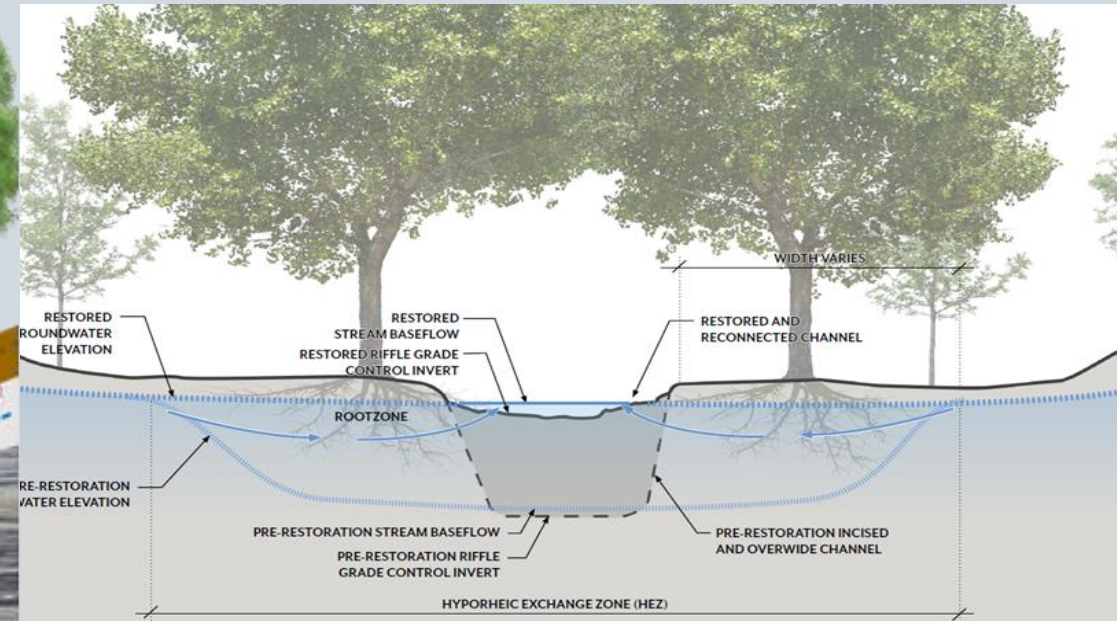 WIDTH VARIES
RESTORED
ROUNDWATER
ELEVATION
RESTORED
STREAM BASEFLOW
RESTORED RIFFLE GRADE
CONTROL INVERT
RESTORED AND
RECONNECTED CHANNEL
ROOTZONE
RE-RESTORATION
WATER ELEVATION
PRE-RESTORATION STREAM BASEFLOW
PRE-RESTORATION RIFFLE
GRADE CONTROL INVERT
PRE-RESTORATION INCISED
AND OVERWIDE CHANNEL
HYPORHEIC EXCHANGE ZONE (HEZ)